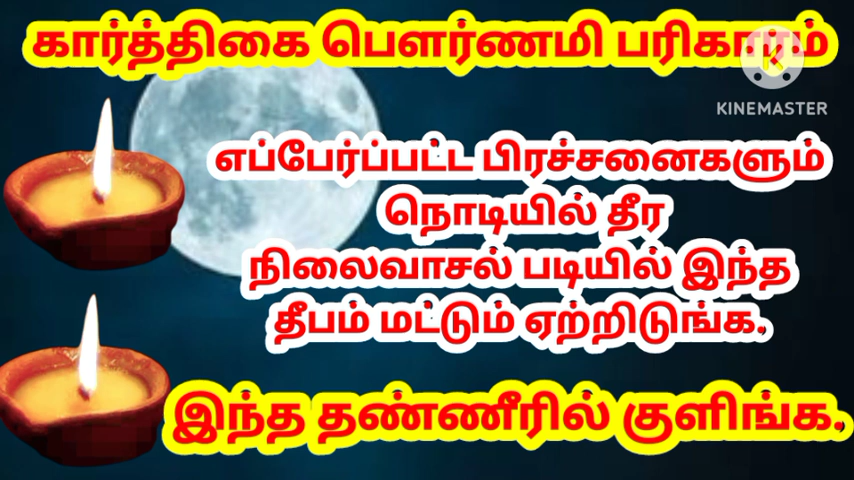 கார்த்திகை பௌர்ணமி பரிகாரம்
KINEMASTER
எப்பேர்ப்பட்ட பிரச்சனைகளும்
நொடியில் தீர
நிலைவாசல் படியில் இந்த
தீபம் மட்டும் ஏற்றிடுங்க.
இந்த தண்ணீரில் குளிங்க.